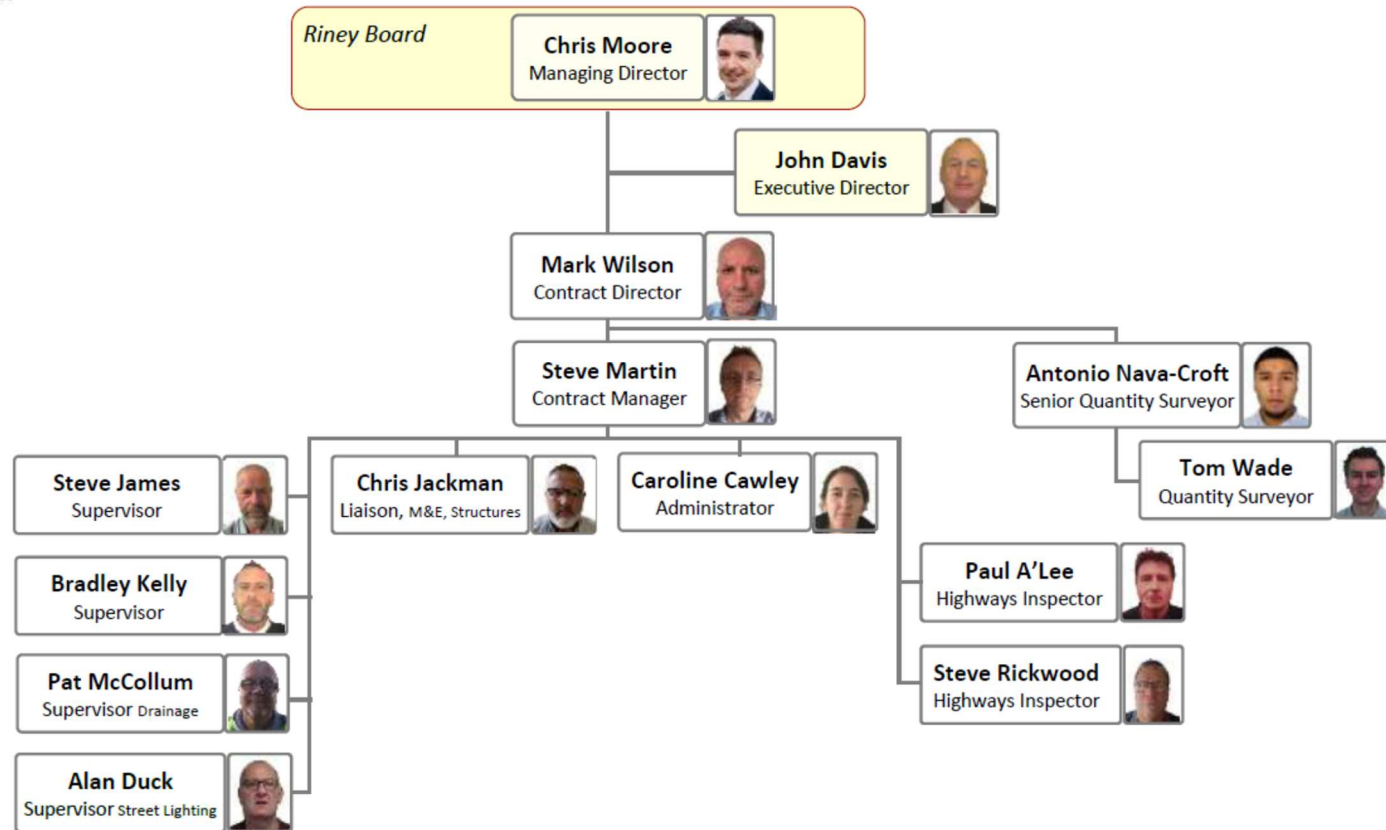 Riney Board
Chris Moore
Managing Director
John Davis
Executive Director
Mark Wilson
Contract Director
Steve Martin
Contract Manager
Antonio Nava-Croft
Senior Quantity Surveyor
Steve James
Supervisor
Chris Jackman
Liaison, M&E, Structures
Caroline Cawley
Administrator
Tom Wade
Quantity Surveyor
Bradley Kelly
Supervisor
Paul A’Lee
Highways Inspector
Pat McCollum
Supervisor Drainage
Steve Rickwood
Highways Inspector
Alan Duck
Supervisor Street Lighting